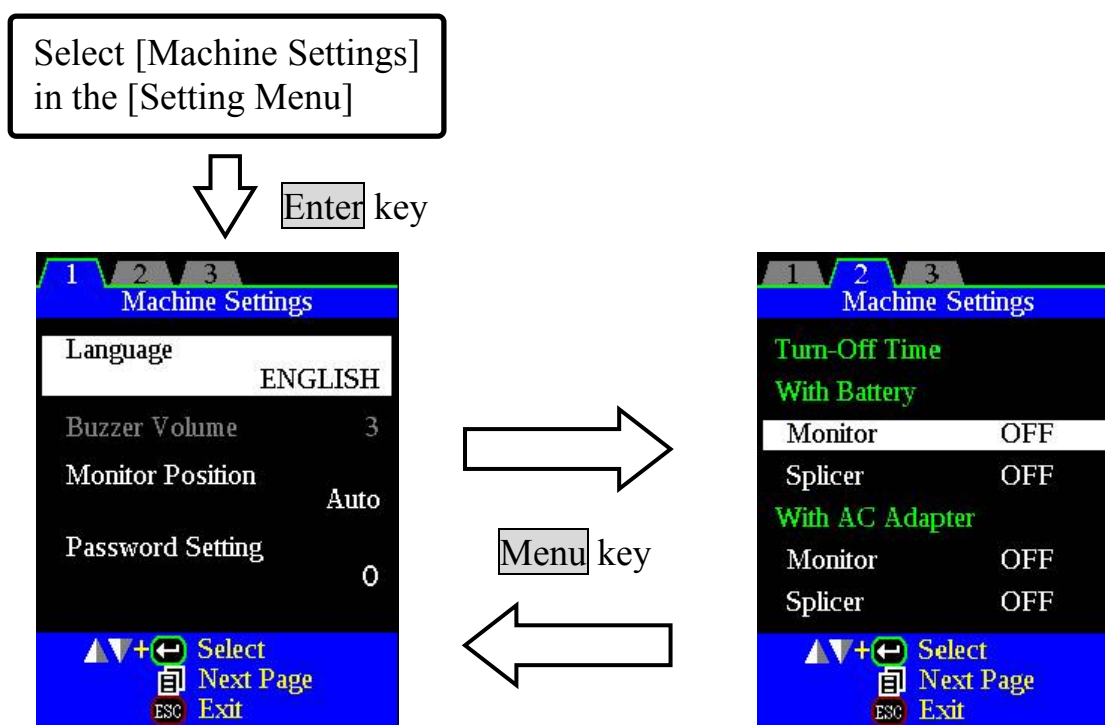 Select [Machine Settings]
in the [Setting Menu]
Enter key
1 2 3
Machine Settings
Language
ENGLISH
Buzzer Volume 3
Monitor Position
Auto
Password Setting
0
+ Select
Next Page
ESC Exit
Menu key
1 2 3
Machine Settings
Turn-Off Time
With Battery
Monitor OFF
Splicer OFF
With AC Adapter
Monitor OFF
Splicer OFF
+ Select
Next Page
ESC Exit